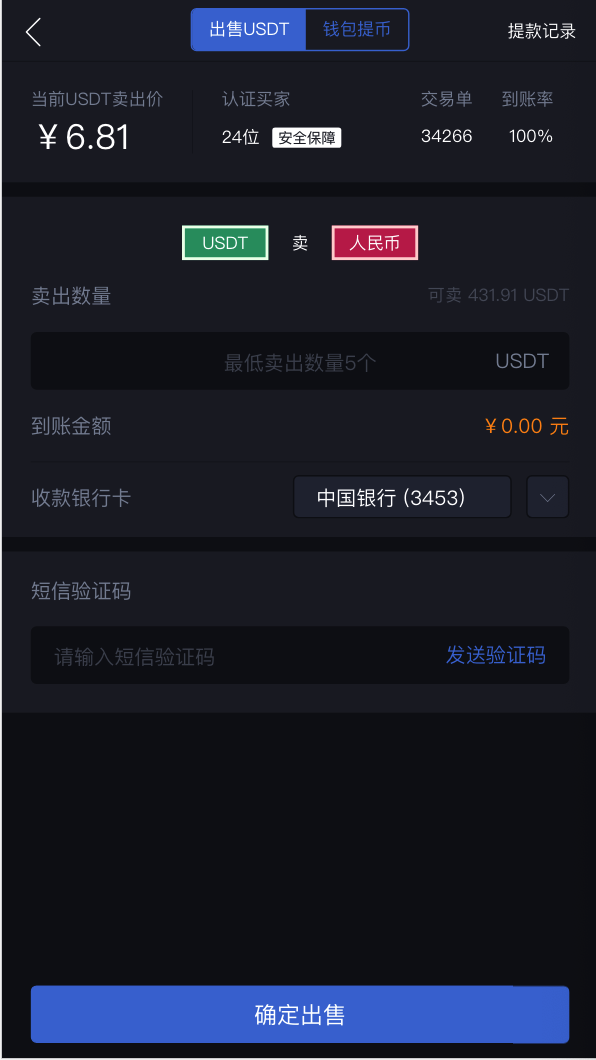 出售USDT 钱包提币 提款记录
当前USDT卖出价 认证买家 交易单 到账率
￥6.81 24位 安全保障 34266 100%
USDT 卖 人民币
卖出数量 可卖 431.91 USDT
最低卖出数量5个 USDT
到账金额 ￥0.00 元
收款银行卡 中国银行 (3453)
短信验证码
请输入短信验证码 发送验证码
确定出售